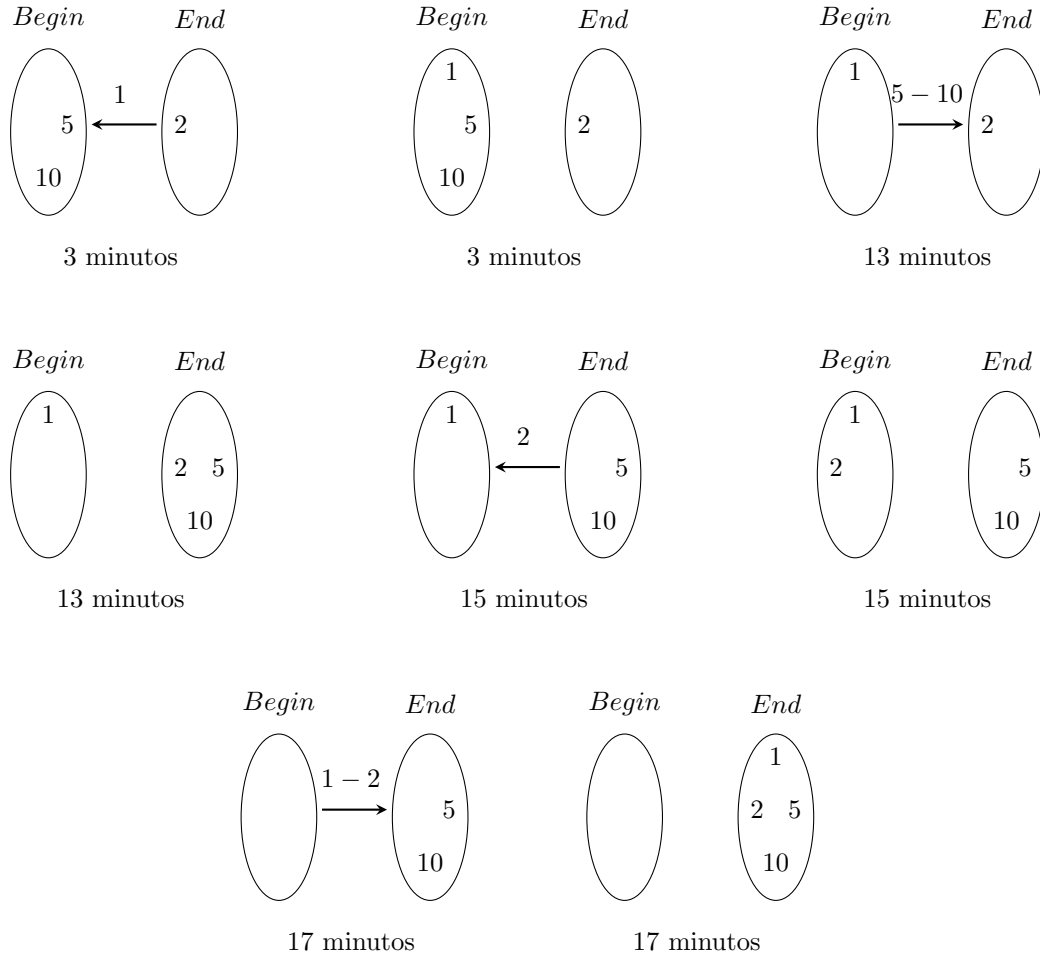 Begin End Begin End Begin End
1 1 1 5 − 10
5 2 5 2 2
10 10
3 minutos 3 minutos 13 minutos
Begin End Begin End Begin End
1 1 2 1
2 5 5 2 5
10 10 10
13 minutos 15 minutos 15 minutos
Begin End Begin End
1 − 2 1
5 2 5
10 10
17 minutos 17 minutos